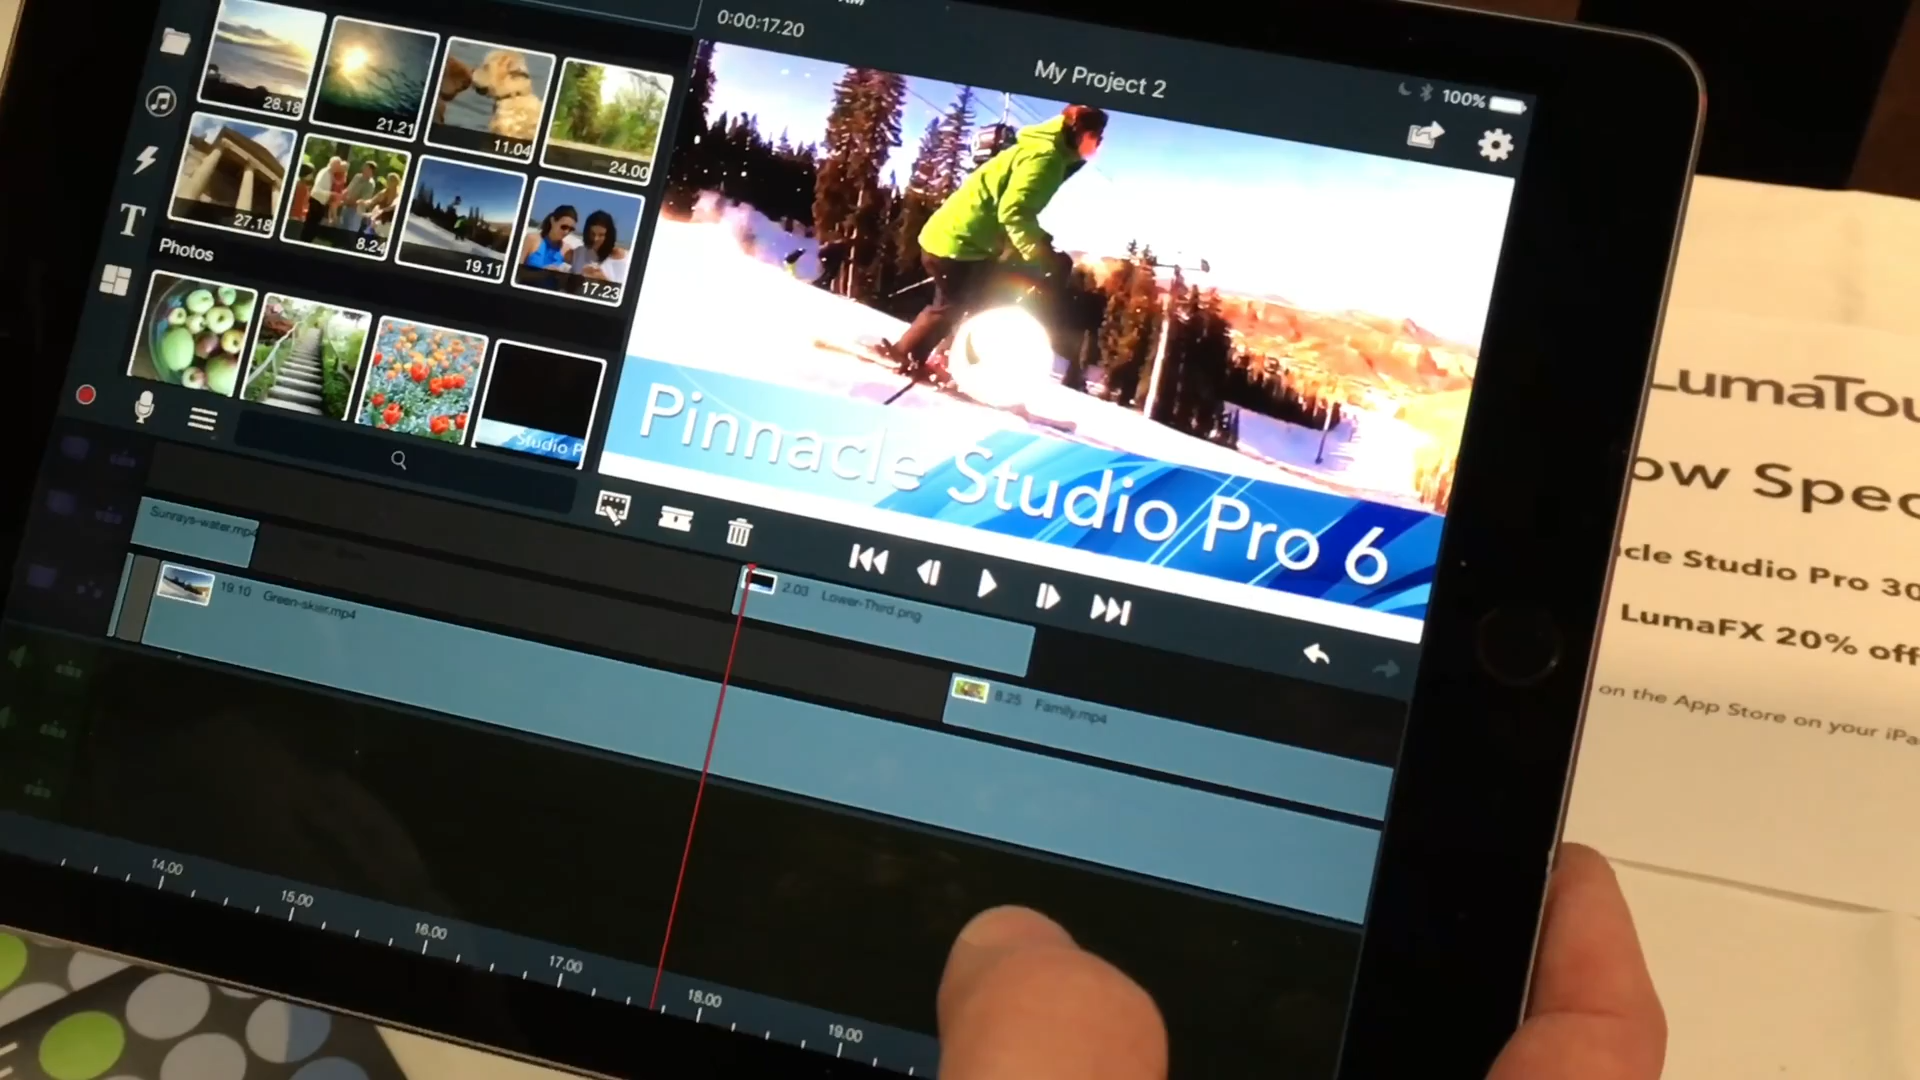 0:00:17.20
My Project 2
100%
28.18
21.21
11.04
24.00
27.18
8.24
19.11
17.23
T
Photos
Studio P
Pinnacle Studio Pro 6
Sunrays-water.mp4
19.10 Green-skier.mp4
2.03 Lower-Third.png
8.25 Family.mp4
14.00
15.00
16.00
17.00
18.00
19.00
LumaTou
ow Spec
cle Studio Pro 30
LumaFX 20% off
on the App Store on your iPa